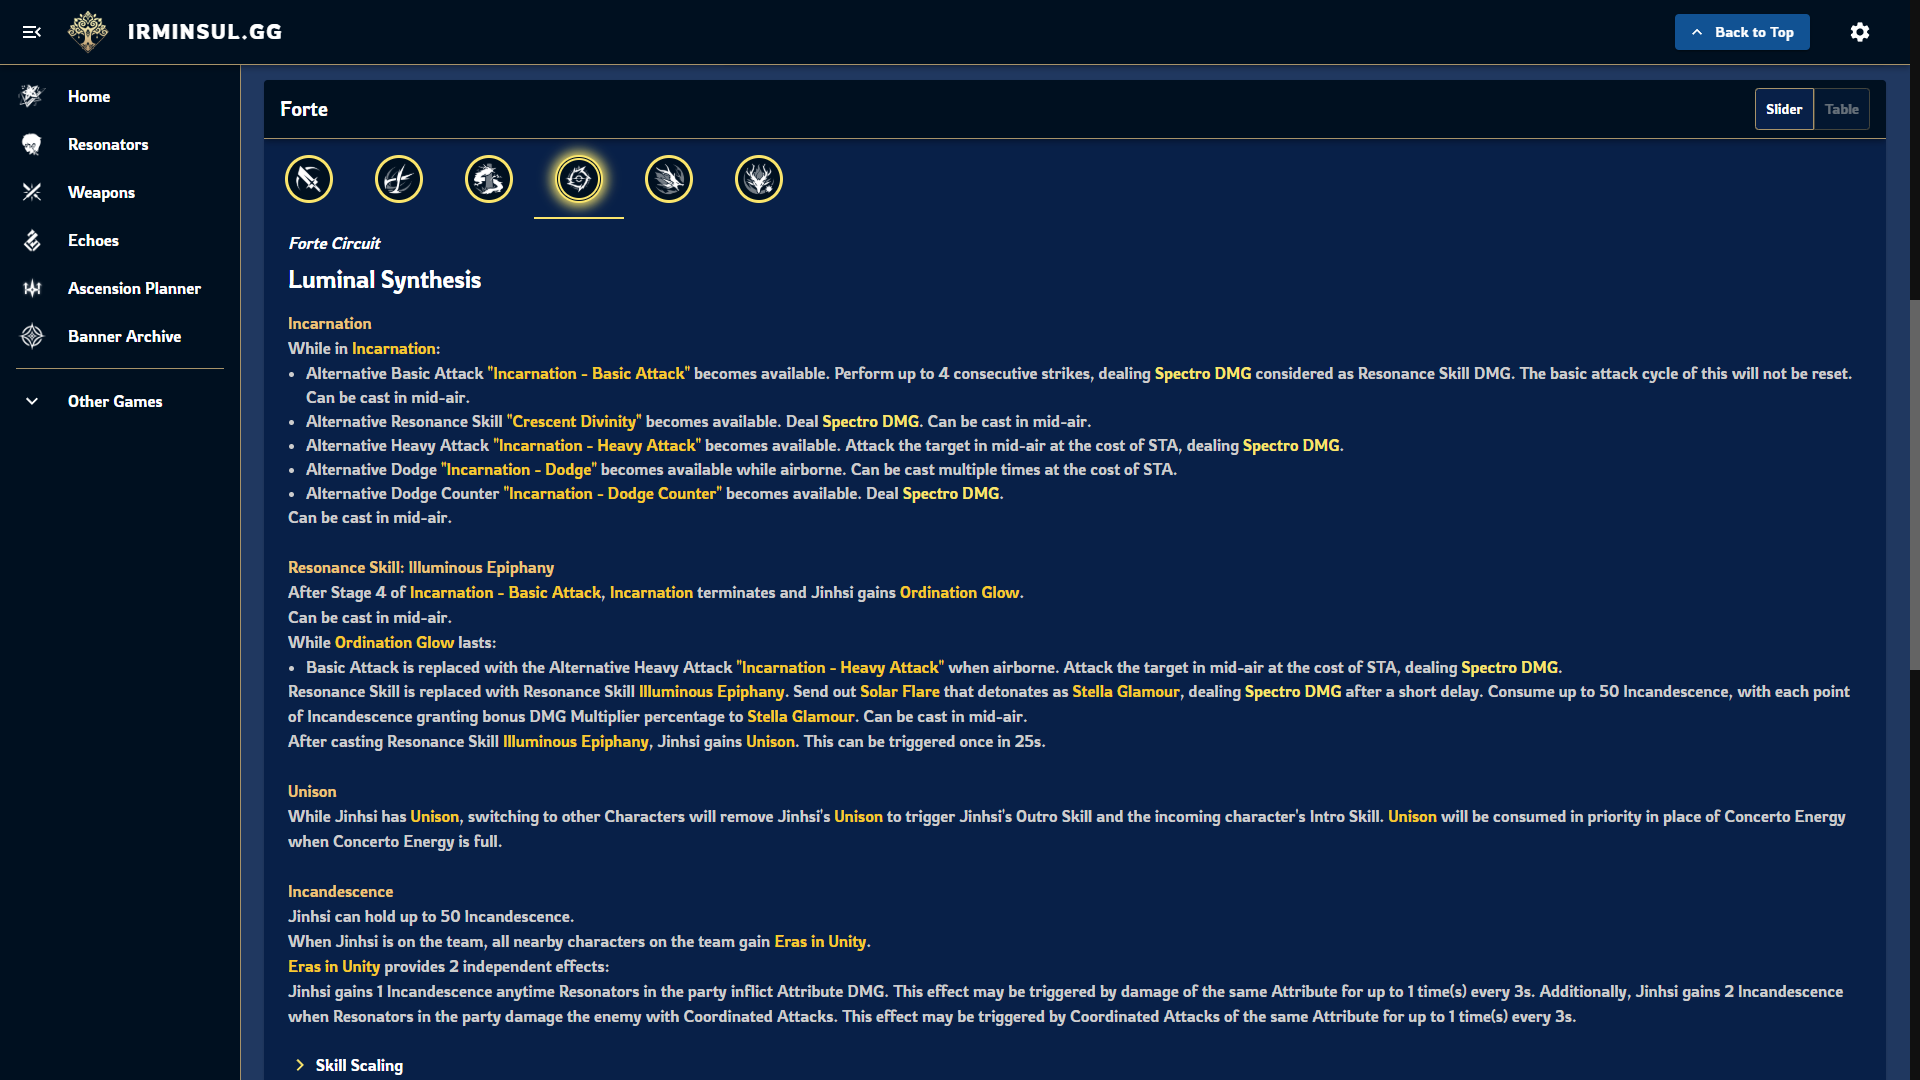 IRMINSUL.GG
Back to Top
Home
Resonators
Weapons
Echoes
Ascension Planner
Banner Archive
Other Games
Forte
Slider
Table
Forte Circuit
Luminal Synthesis
Incarnation
While in Incarnation:
• Alternative Basic Attack "Incarnation - Basic Attack" becomes available. Perform up to 4 consecutive strikes, dealing Spectro DMG considered as Resonance Skill DMG. The basic attack cycle of this will not be reset.
Can be cast in mid-air.
• Alternative Resonance Skill "Crescent Divinity" becomes available. Deal Spectro DMG. Can be cast in mid-air.
• Alternative Heavy Attack "Incarnation - Heavy Attack" becomes available. Attack the target in mid-air at the cost of STA, dealing Spectro DMG.
• Alternative Dodge "Incarnation - Dodge" becomes available while airborne. Can be cast multiple times at the cost of STA.
• Alternative Dodge Counter "Incarnation - Dodge Counter" becomes available. Deal Spectro DMG.
Can be cast in mid-air.
Resonance Skill: Illuminous Epiphany
After Stage 4 of Incarnation - Basic Attack, Incarnation terminates and Jinhsi gains Ordination Glow.
Can be cast in mid-air.
While Ordination Glow lasts:
• Basic Attack is replaced with the Alternative Heavy Attack "Incarnation - Heavy Attack" when airborne. Attack the target in mid-air at the cost of STA, dealing Spectro DMG.
Resonance Skill is replaced with Resonance Skill Illuminous Epiphany. Send out Solar Flare that detonates as Stella Glamour, dealing Spectro DMG after a short delay. Consume up to 50 Incandescence, with each point
of Incandescence granting bonus DMG Multiplier percentage to Stella Glamour. Can be cast in mid-air.
After casting Resonance Skill Illuminous Epiphany, Jinhsi gains Unison. This can be triggered once in 25s.
Unison
While Jinhsi has Unison, switching to other Characters will remove Jinhsi's Unison to trigger Jinhsi's Outro Skill and the incoming character's Intro Skill. Unison will be consumed in priority in place of Concerto Energy
when Concerto Energy is full.
Incandescence
Jinhsi can hold up to 50 Incandescence.
When Jinhsi is on the team, all nearby characters on the team gain Eras in Unity.
Eras in Unity provides 2 independent effects:
Jinhsi gains 1 Incandescence anytime Resonators in the party inflict Attribute DMG. This effect may be triggered by damage of the same Attribute for up to 1 time(s) every 3s. Additionally, Jinhsi gains 2 Incandescence
when Resonators in the party damage the enemy with Coordinated Attacks. This effect may be triggered by Coordinated Attacks of the same Attribute for up to 1 time(s) every 3s.
Skill Scaling